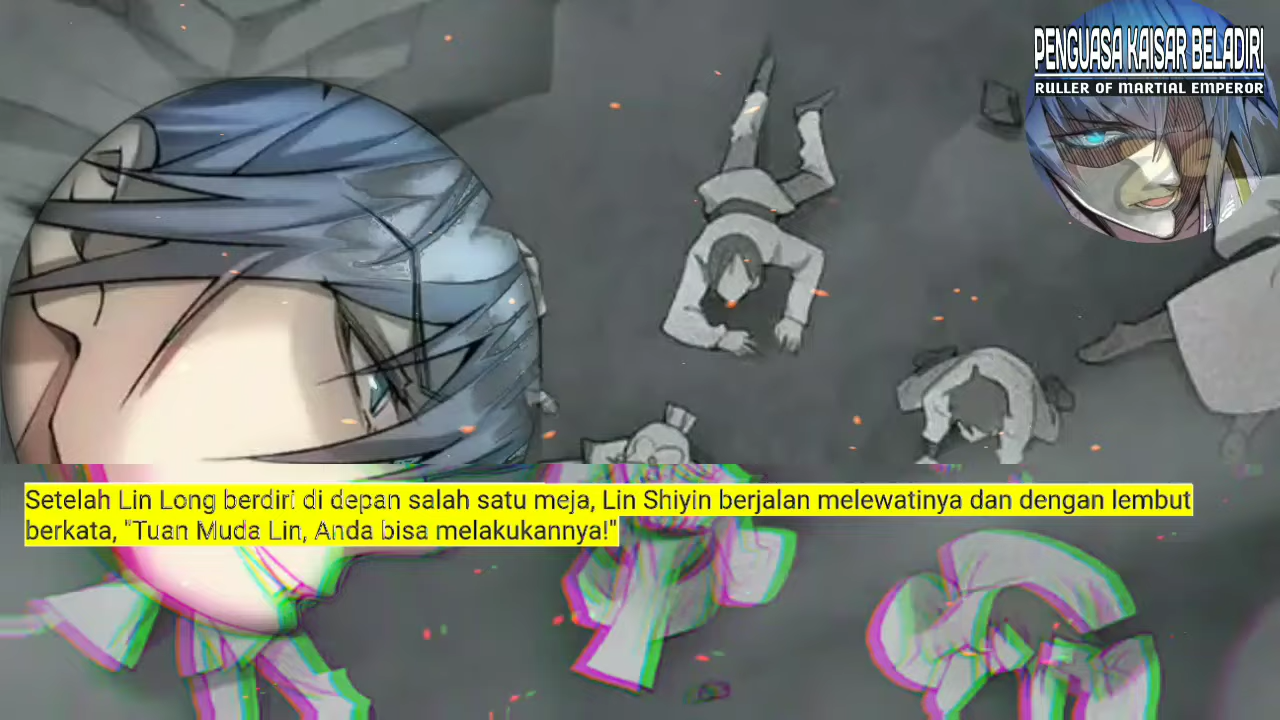 PENGUASA KAISAR BELADIRI
RULLER OF MARTIAL EMPEROR
Setelah Lin Long berdiri di depan salah satu meja, Lin Shiyin berjalan melewatinya dan dengan lembut
berkata, "Tuan Muda Lin, Anda bisa melakukannya!"